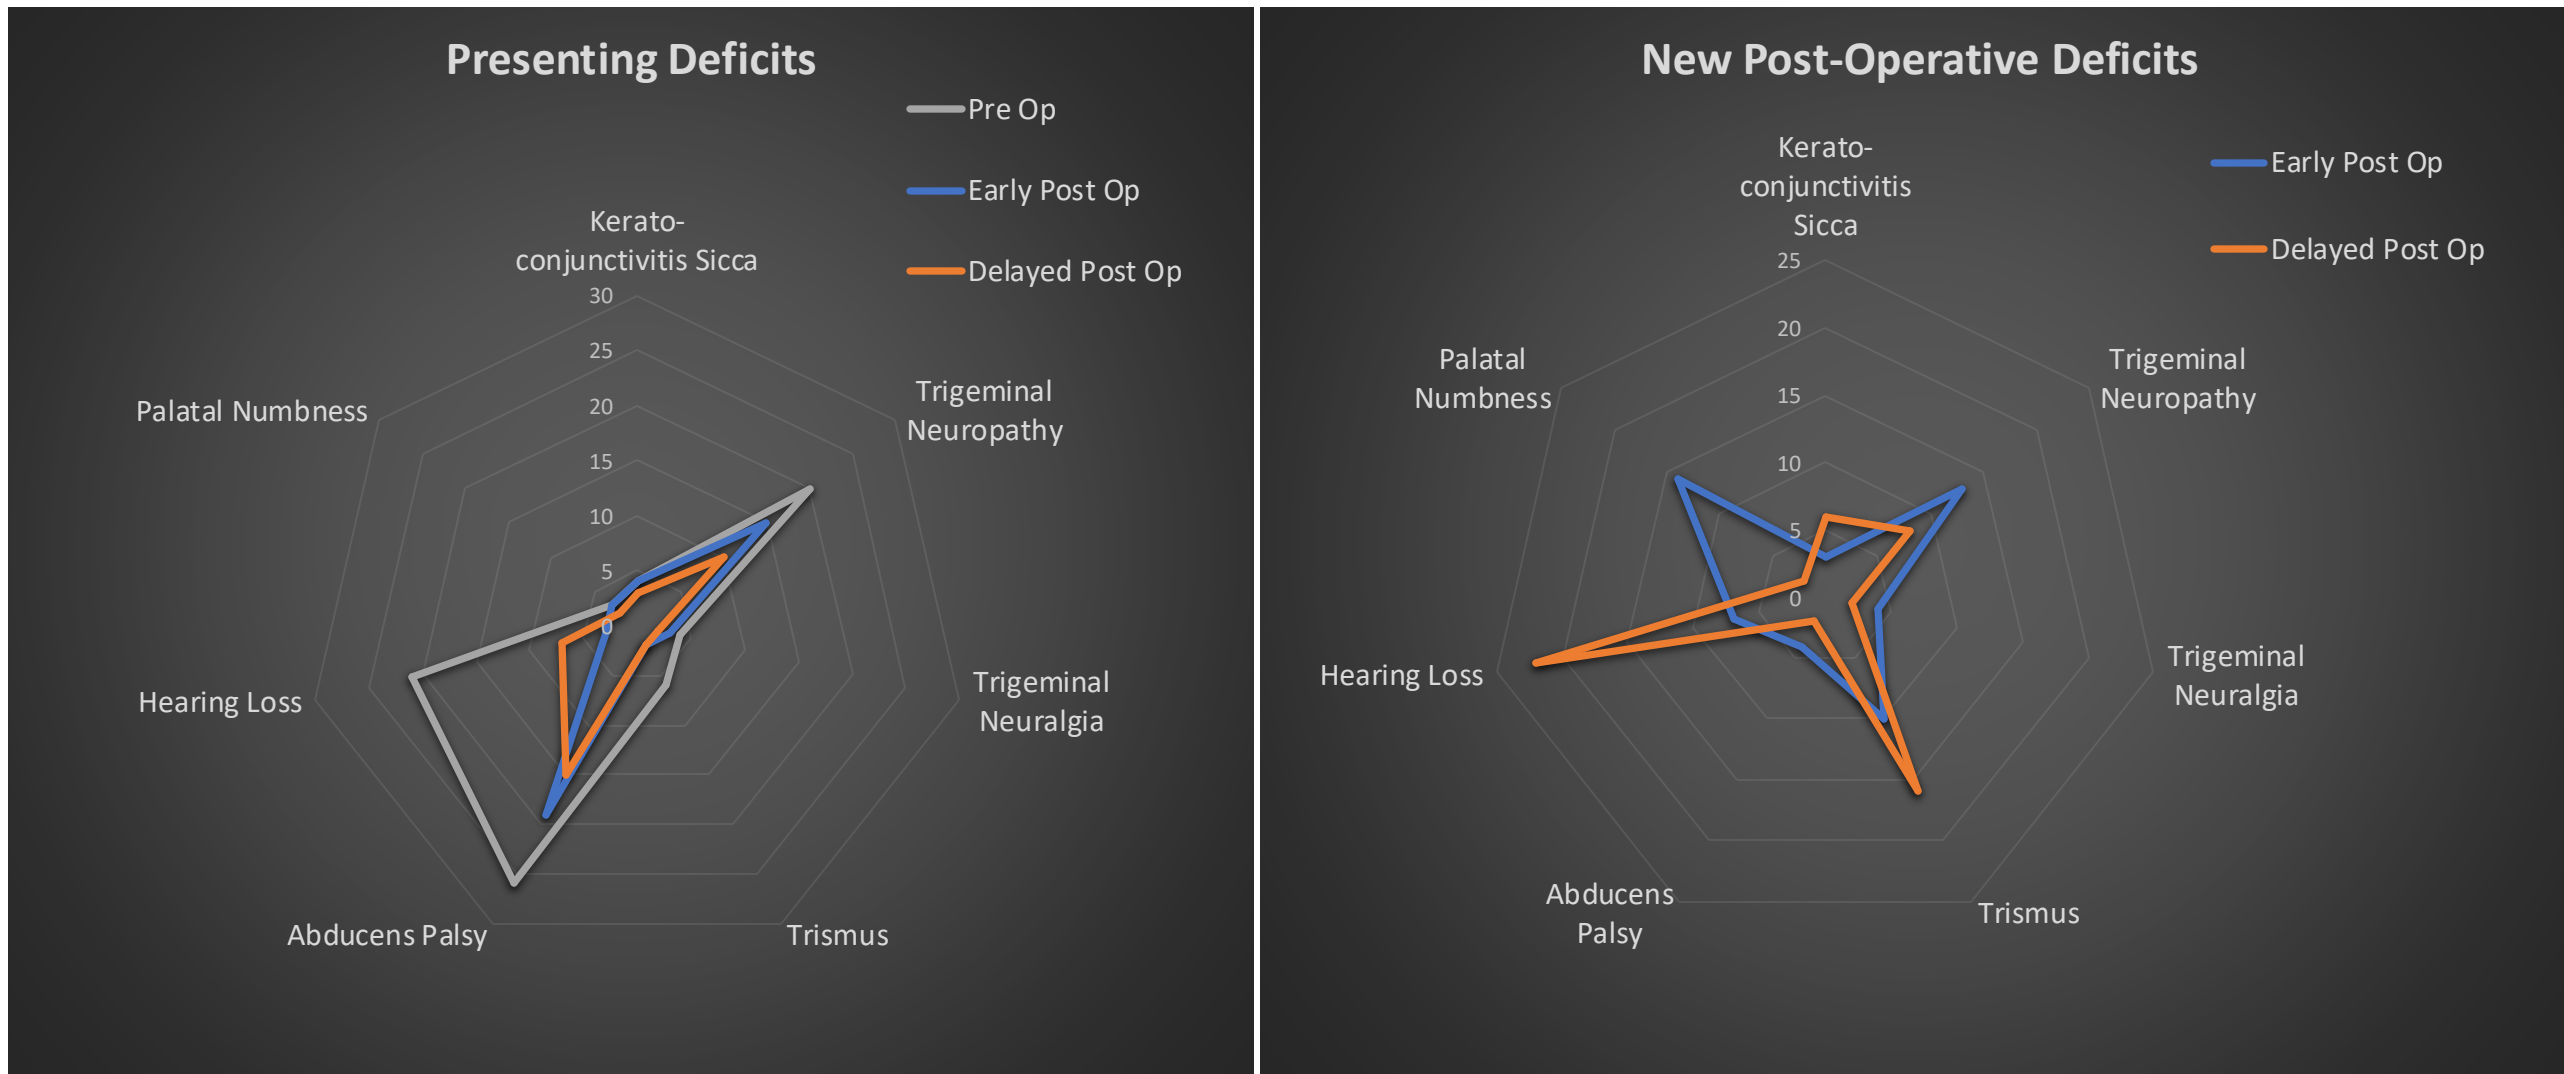 Presenting Deficits
Pre Op
Early Post Op
Delayed Post Op
Kerato-
conjunctivitis Sicca
30
25
20
15
10
5
0
Trigeminal
Neuropathy
Trigeminal
Neuralgia
Trismus
Abducens Palsy
Hearing Loss
Palatal Numbness
New Post-Operative Deficits
Early Post Op
Delayed Post Op
Kerato-
conjunctivitis
Sicca
25
20
15
10
5
0
Trigeminal
Neuropathy
Trigeminal
Neuralgia
Trismus
Abducens
Palsy
Hearing Loss
Palatal
Numbness